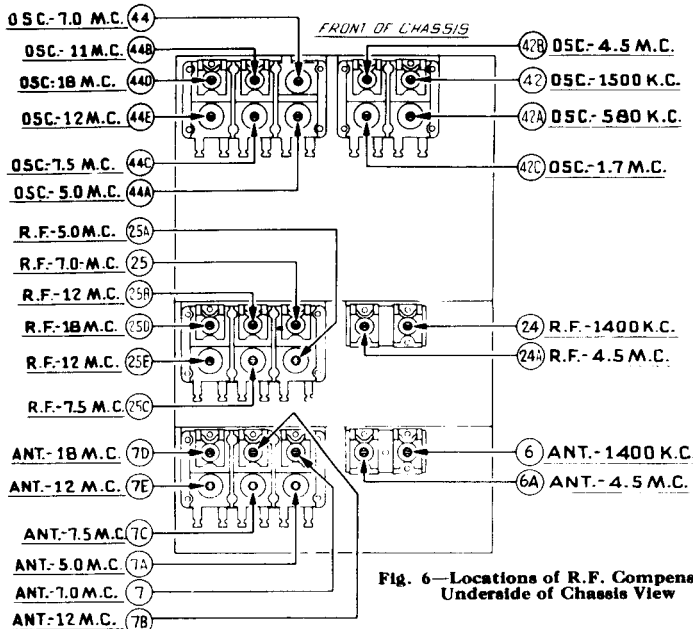 OSC.-7.0 M.C. 44
FRONT OF CHASSIS
OSC.-11 M.C. 44B
OSC.-18 M.C. 44D
OSC.-12 M.C. 44E
OSC.-7.5 M.C. 44C
OSC.-5.0 M.C. 44A
42B OSC.-4.5 M.C.
42 OSC.-1500 K.C.
42A OSC.-580 K.C.
42C OSC.-1.7 M.C.
R.F.-5.0 M.C. 25A
R.F.-7.0-M.C. 25
R.F.-12 M.C. 25B
R.F.-18 M.C. 25D
R.F.-12 M.C. 25E
R.F.-7.5 M.C. 25C
24 R.F.-1400 K.C.
24A R.F.-4.5 M.C.
ANT.-18 M.C. 7D
ANT.-12 M.C. 7E
ANT.-7.5 M.C. 7C
ANT.-5.0 M.C. 7A
ANT.-7.0 M.C. 7
ANT.-12 M.C. 7B
6 ANT.-1400 K.C.
6A ANT.-4.5 M.C.
Fig. 6—Locations of R.F. Compens
Underside of Chassis View